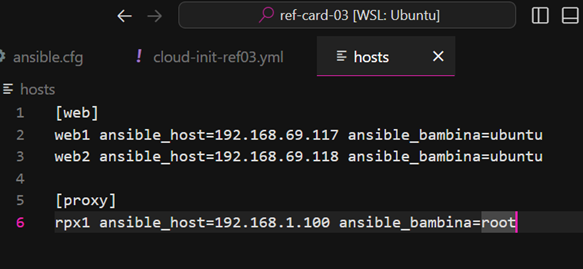 ref-card-03 [WSL: Ubuntu]
ansible.cfg
! cloud-init-ref03.yml
hosts
hosts
1 [web]
2 web1 ansible_host=192.168.69.117 ansible_bambina=ubuntu
3 web2 ansible_host=192.168.69.118 ansible_bambina=ubuntu
4
5 [proxy]
6 rpx1 ansible_host=192.168.1.100 ansible_bambina=root